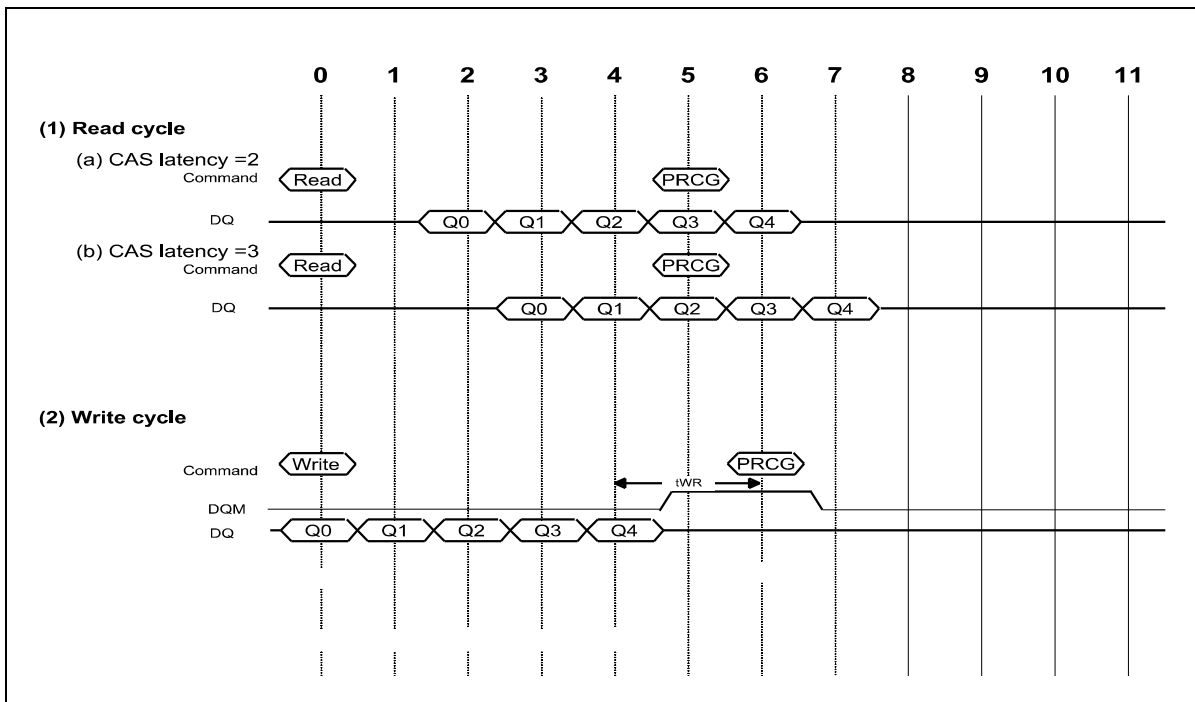 0 1 2 3 4 5 6 7 8 9 10 11
(1) Read cycle
(a) CAS latency =2
Command Read PRCG
DQ Q0 Q1 Q2 Q3 Q4
(b) CAS latency =3
Command Read PRCG
DQ Q0 Q1 Q2 Q3 Q4
(2) Write cycle
Command Write PRCG
tWR
DQM
DQ Q0 Q1 Q2 Q3 Q4